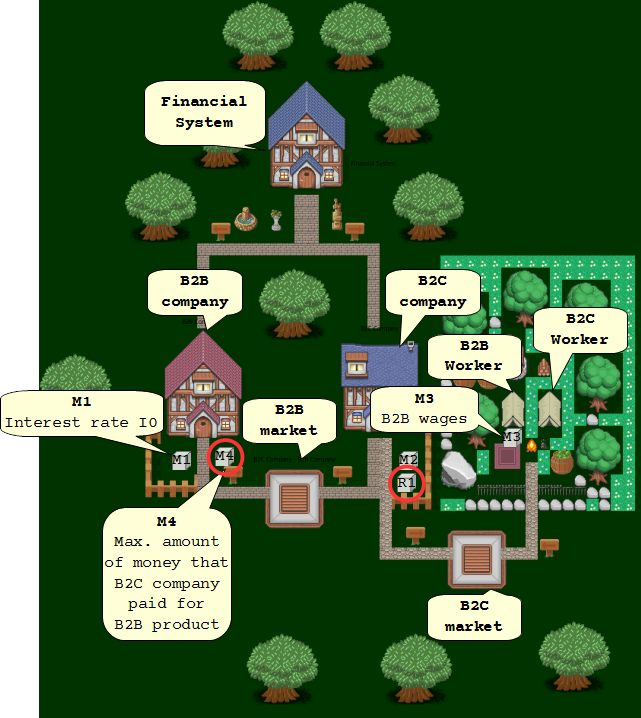 Financial
System
Financial System
B2B
company
B2C
company
B2C
Worker
B2B
Worker
M1
Interest rate I0
M3
B2B wages
B2B
market
M3
M1
M4
M2
R1
M4
Max. amount
of money that
B2C company
paid for
B2B product
B2C
market